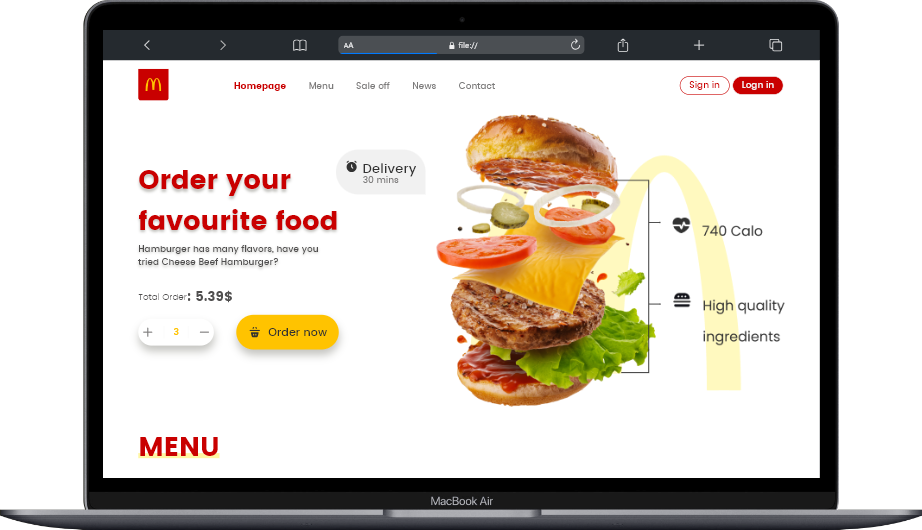 AA
file://
Homepage
Menu
Sale off
News
Contact
Sign in
Logn in
Order your
favourite food
Delivery
30 mins
Hamburger has many flavors, have you
tried Cheese Beef Hamburger?
Total Order: 5.39$
+ 3 −
Order now
740 Calo
High quality
ingredients
MENU
MacBook Air